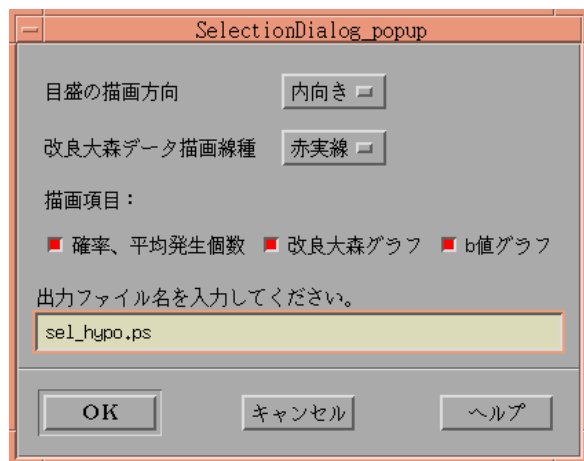 SelectionDialog_popup
目盛の描画方向 内向き
改良大森データ描画線種 赤実線
描画項目：
確率、平均発生個数 改良大森グラフ b値グラフ
出力ファイル名を入力してください。
sel_hypo.ps
OK キャンセル ヘルプ